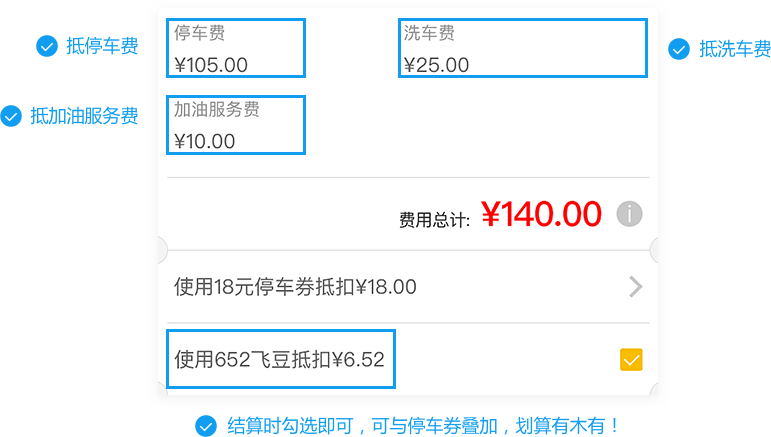 停车费
洗车费
抵停车费
¥105.00
¥25.00
抵洗车费
加油服务费
抵加油服务费
¥10.00
费用总计: ¥140.00
使用18元停车券抵扣¥18.00
使用652飞豆抵扣¥6.52
结算时勾选即可，可与停车券叠加，划算有木有！